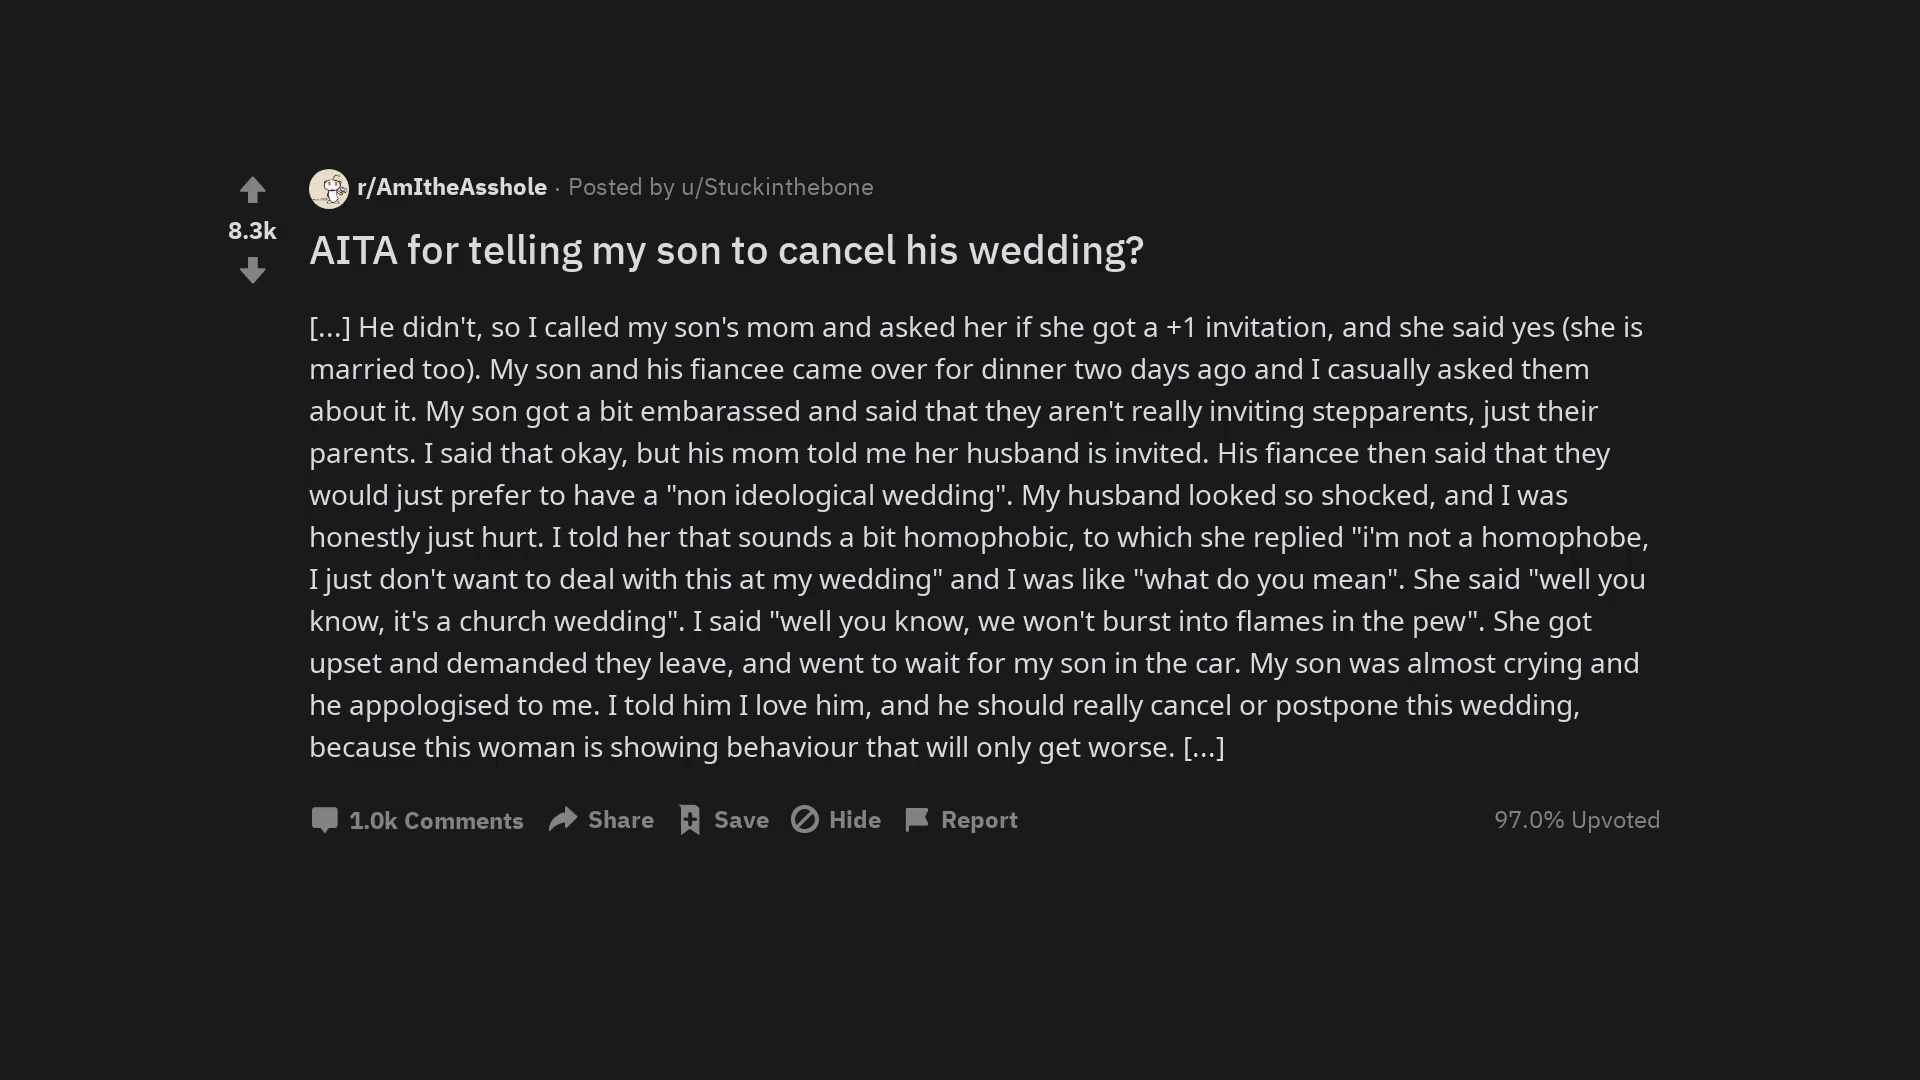 r/AmItheAsshole · Posted by u/Stuckinthebone
8.3k
AITA for telling my son to cancel his wedding?
[...] He didn't, so I called my son's mom and asked her if she got a +1 invitation, and she said yes (she is
married too). My son and his fiancee came over for dinner two days ago and I casually asked them
about it. My son got a bit embarassed and said that they aren't really inviting stepparents, just their
parents. I said that okay, but his mom told me her husband is invited. His fiancee then said that they
would just prefer to have a "non ideological wedding". My husband looked so shocked, and I was
honestly just hurt. I told her that sounds a bit homophobic, to which she replied "i'm not a homophobe,
I just don't want to deal with this at my wedding" and I was like "what do you mean". She said "well you
know, it's a church wedding". I said "well you know, we won't burst into flames in the pew". She got
upset and demanded they leave, and went to wait for my son in the car. My son was almost crying and
he appologised to me. I told him I love him, and he should really cancel or postpone this wedding,
because this woman is showing behaviour that will only get worse. [...]
1.0k Comments Share Save Hide Report 97.0% Upvoted